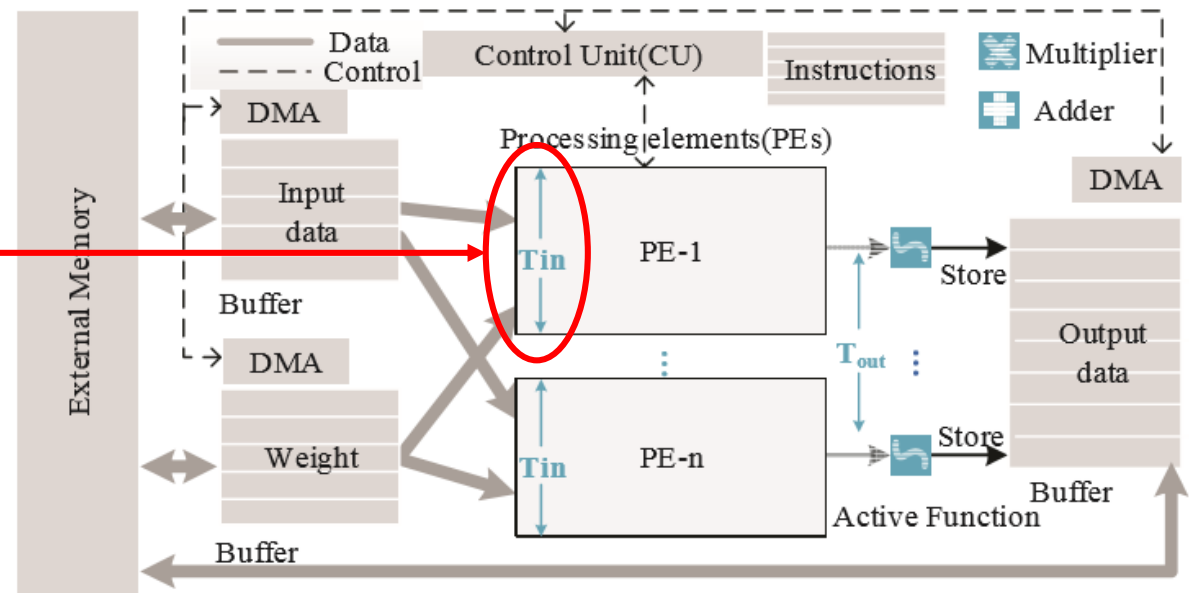 Data
Control
Control Unit(CU)
Instructions
Multiplier
Adder
DMA
Processing elements(PEs)
DMA
External Memory
Input
data
Tin
PE-1
Store
Buffer
DMA
Tout
Output
data
Weight
Tin
PE-n
Store
Buffer
Active Function
Buffer